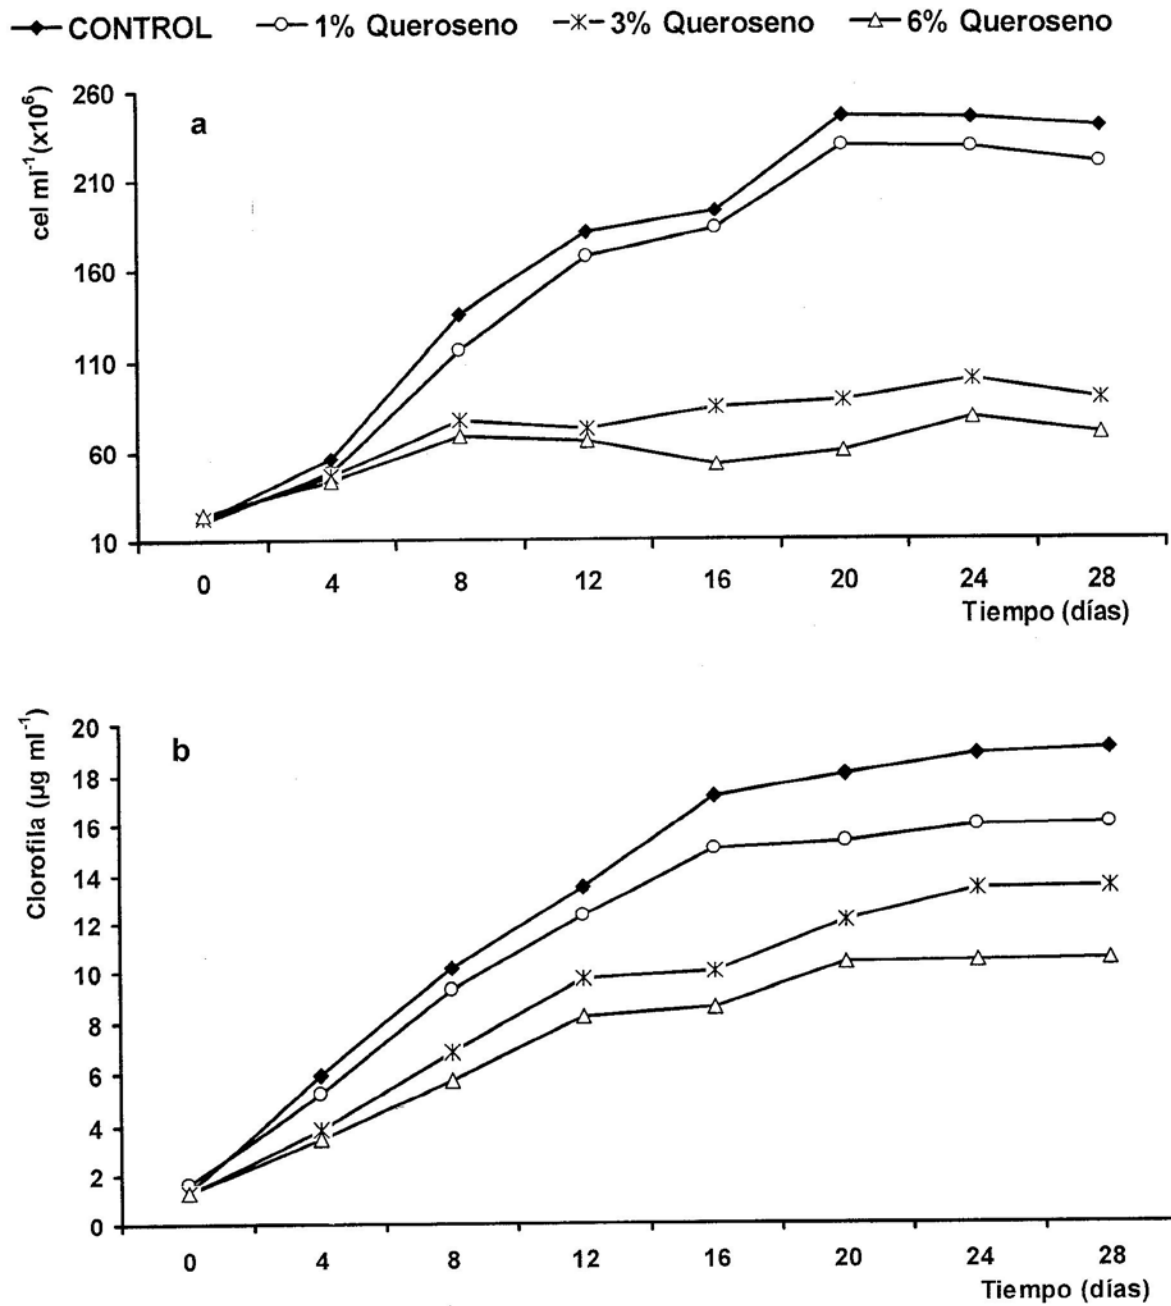 CONTROL 1% Queroseno 3% Queroseno 6% Queroseno
a
cel ml⁻¹(x10⁶)
260
210
160
110
60
10
0 4 8 12 16 20 24 28
Tiempo (días)
b
Clorofila (µg ml⁻¹)
20
18
16
14
12
10
8
6
4
2
0
0 4 8 12 16 20 24 28
Tiempo (días)